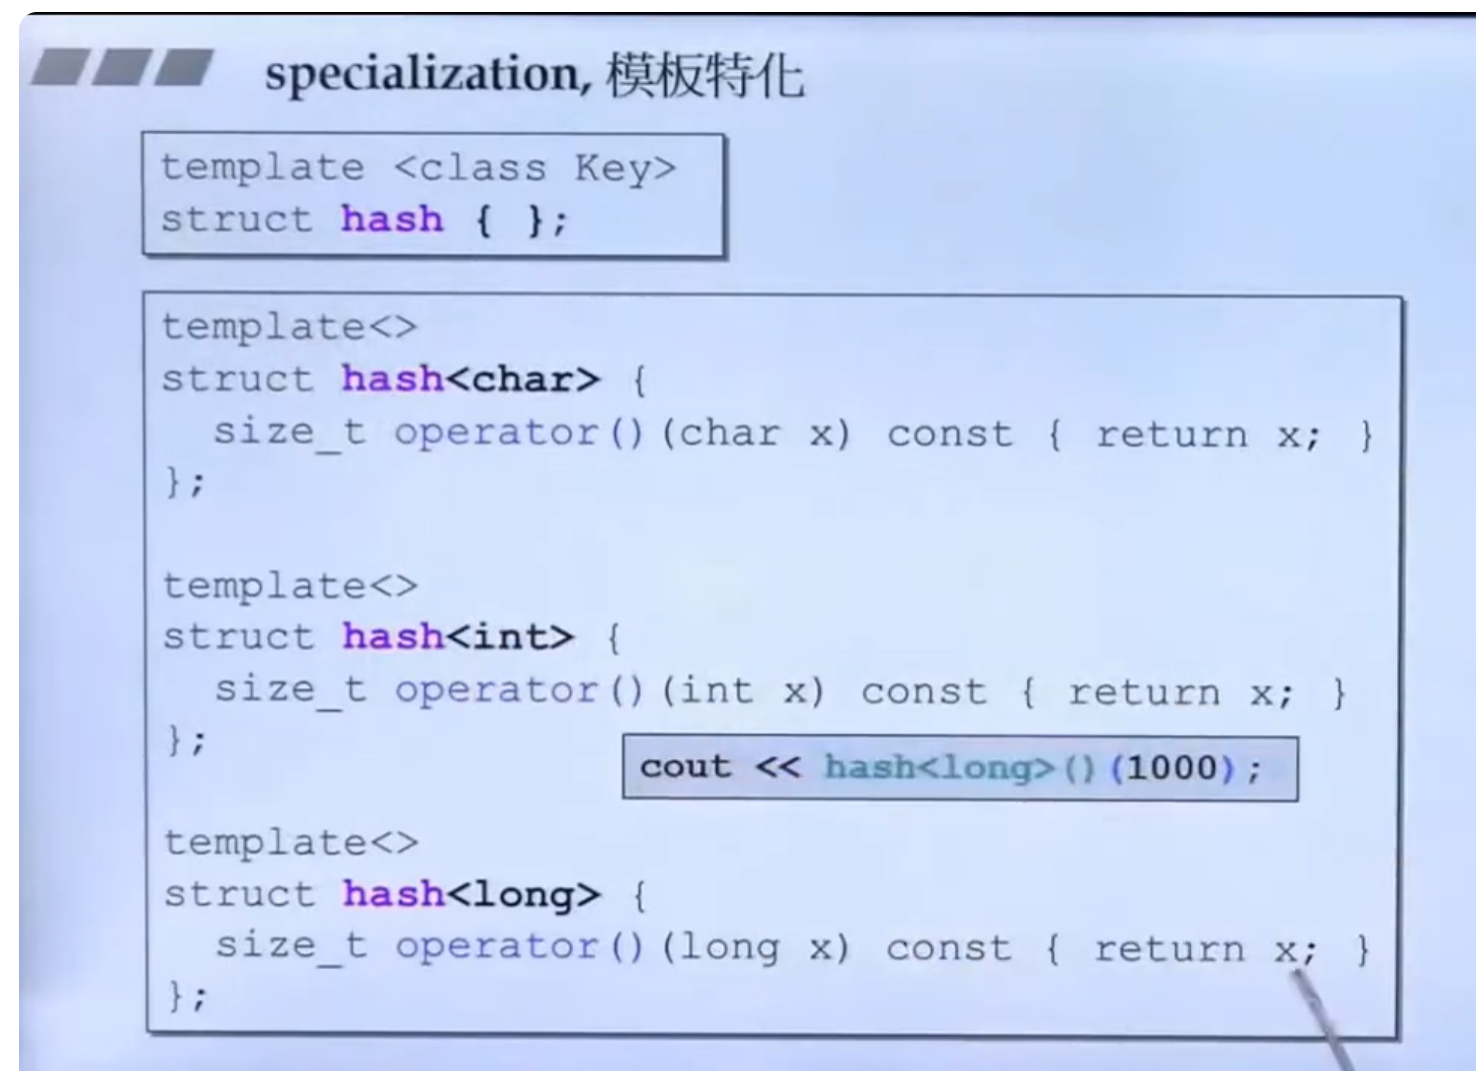 specialization, 模板特化
template <class Key>
struct hash { };
template<>
struct hash<char> {
size_t operator()(char x) const { return x; }
};
template<>
struct hash<int> {
size_t operator()(int x) const { return x; }
};
cout << hash<long>()(1000);
template<>
struct hash<long> {
size_t operator()(long x) const { return x; }
};